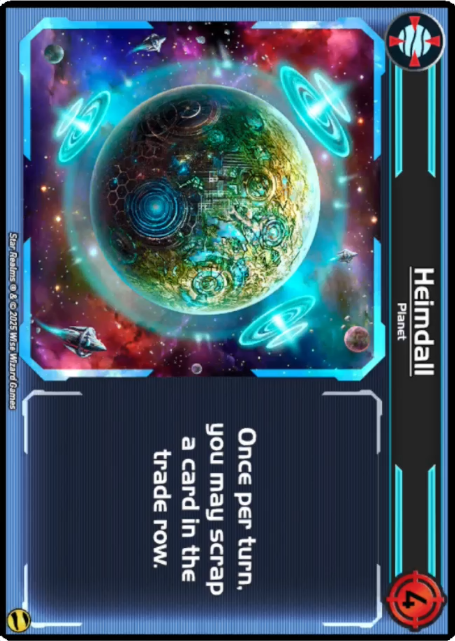 Heimdall
Planet
4
Once per turn,
you may scrap
a card in the
trade row.
Star Realms ® & © 2025 Wise Wizard Games